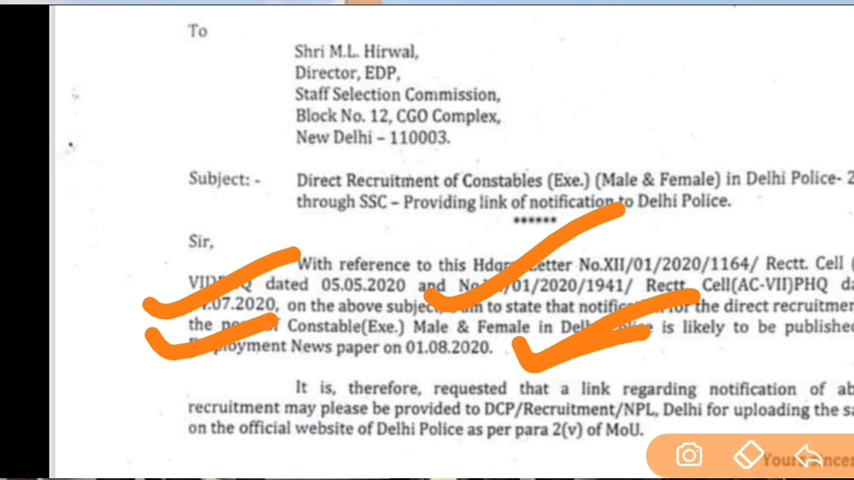 To
Shri M.L. Hirwal,
Director, EDP,
Staff Selection Commission,
Block No. 12, CGO Complex,
New Delhi – 110003.
Subject: - Direct Recruitment of Constables (Exe.) (Male & Female) in Delhi Police- 2
through SSC – Providing link of notification to Delhi Police.
******
Sir,
With reference to this Hdqrs. Letter No.XII/01/2020/1164/ Rectt. Cell (
dated 05.05.2020 and /01/2020/1941/ Rectt. Cell(AC-VII)PHQ da
.07.2020, on the above subject, to state that for the direct recruitmen
the Constable(Exe.) Male & Female in Delhi is likely to be published
News paper on 01.08.2020.
It is, therefore, requested that a link regarding notification of ab
recruitment may please be provided to DCP/Recruitment/NPL, Delhi for uploading the sa
on the official website of Delhi Police as per para 2(v) of MoU.